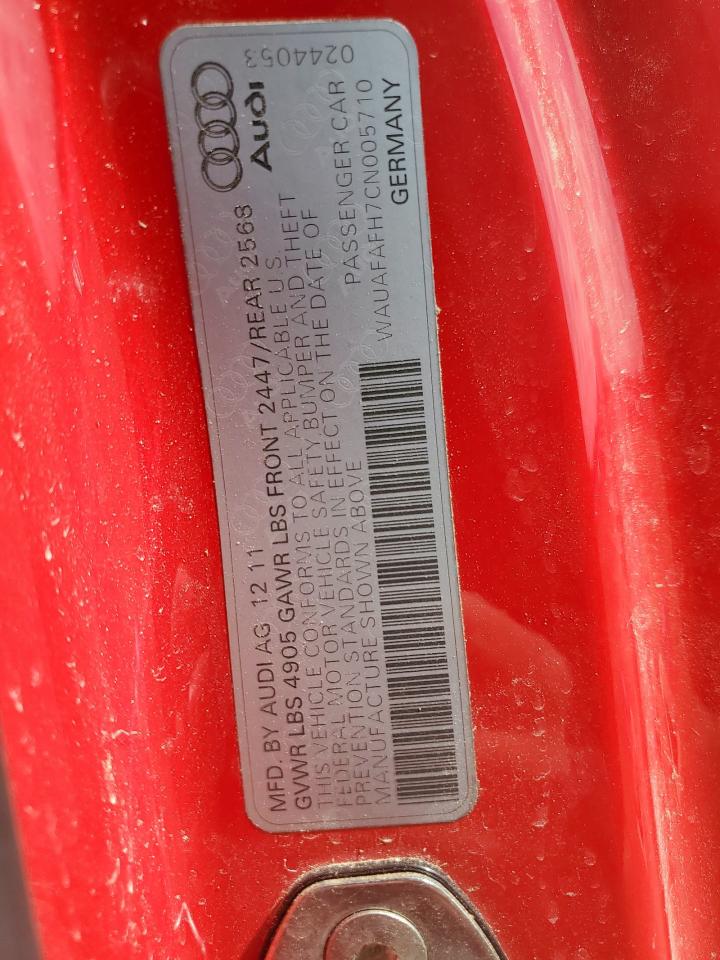 MFD. BY AUDI AG 12 11
GVWR LBS 4905 GAWR LBS FRONT 2447/REAR 2568
THIS VEHICLE CONFORMS TO ALL APPLICABLE U.S.
FEDERAL MOTOR VEHICLE SAFETY BUMPER AND THEFT
PREVENTION STANDARDS IN EFFECT ON THE DATE OF
MANUFACTURE SHOWN ABOVE
PASSENGER CAR
WAUAFAFH7CN005710
GERMANY
Audi
0244053